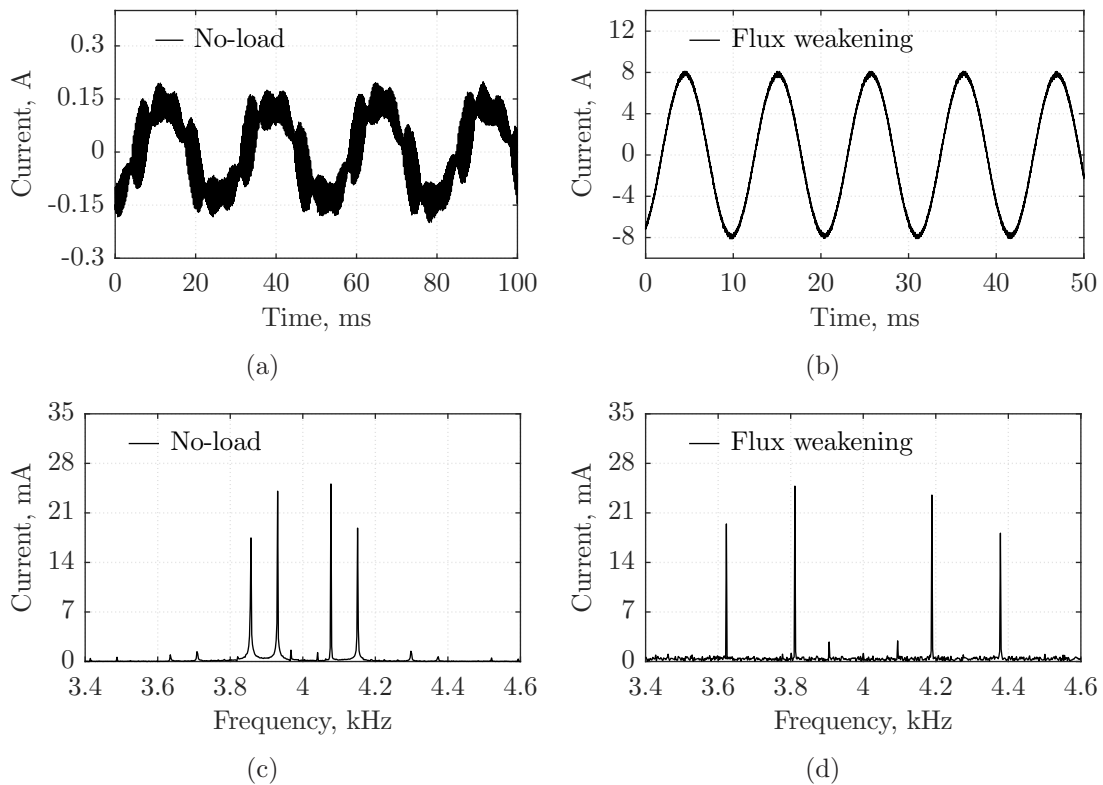 No-load
0.3
0.15
0
-0.15
-0.3
Current, A
0 20 40 60 80 100
Time, ms
(a)
Flux weakening
12
8
4
0
-4
-8
Current, A
0 10 20 30 40 50
Time, ms
(b)
35
No-load
28
21
14
7
0
Current, mA
3.4 3.6 3.8 4 4.2 4.4 4.6
Frequency, kHz
(c)
35
Flux weakening
28
21
14
7
0
Current, mA
3.4 3.6 3.8 4 4.2 4.4 4.6
Frequency, kHz
(d)